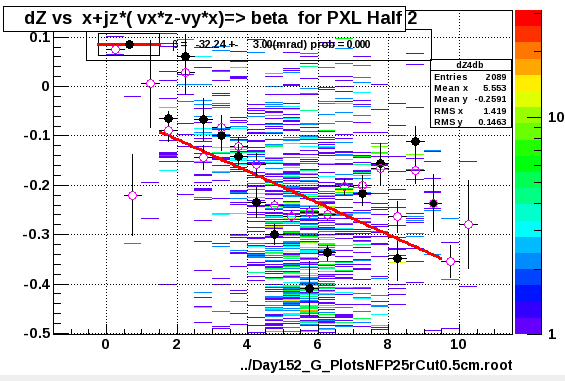 dZ vs x+jz*( vx*z-vy*x)=> beta for PXL Half 2
β = -32.24 +- 3.00(mrad) prob = 0.000
dZ4db
Entries 2089
Mean x 5.553
Mean y -0.2591
RMS x 1.419
RMS y 0.1463
0.1
0
-0.1
-0.2
-0.3
-0.4
-0.5
0 2 4 6 8 10
10
1
../Day152_G_PlotsNFP25rCut0.5cm.root